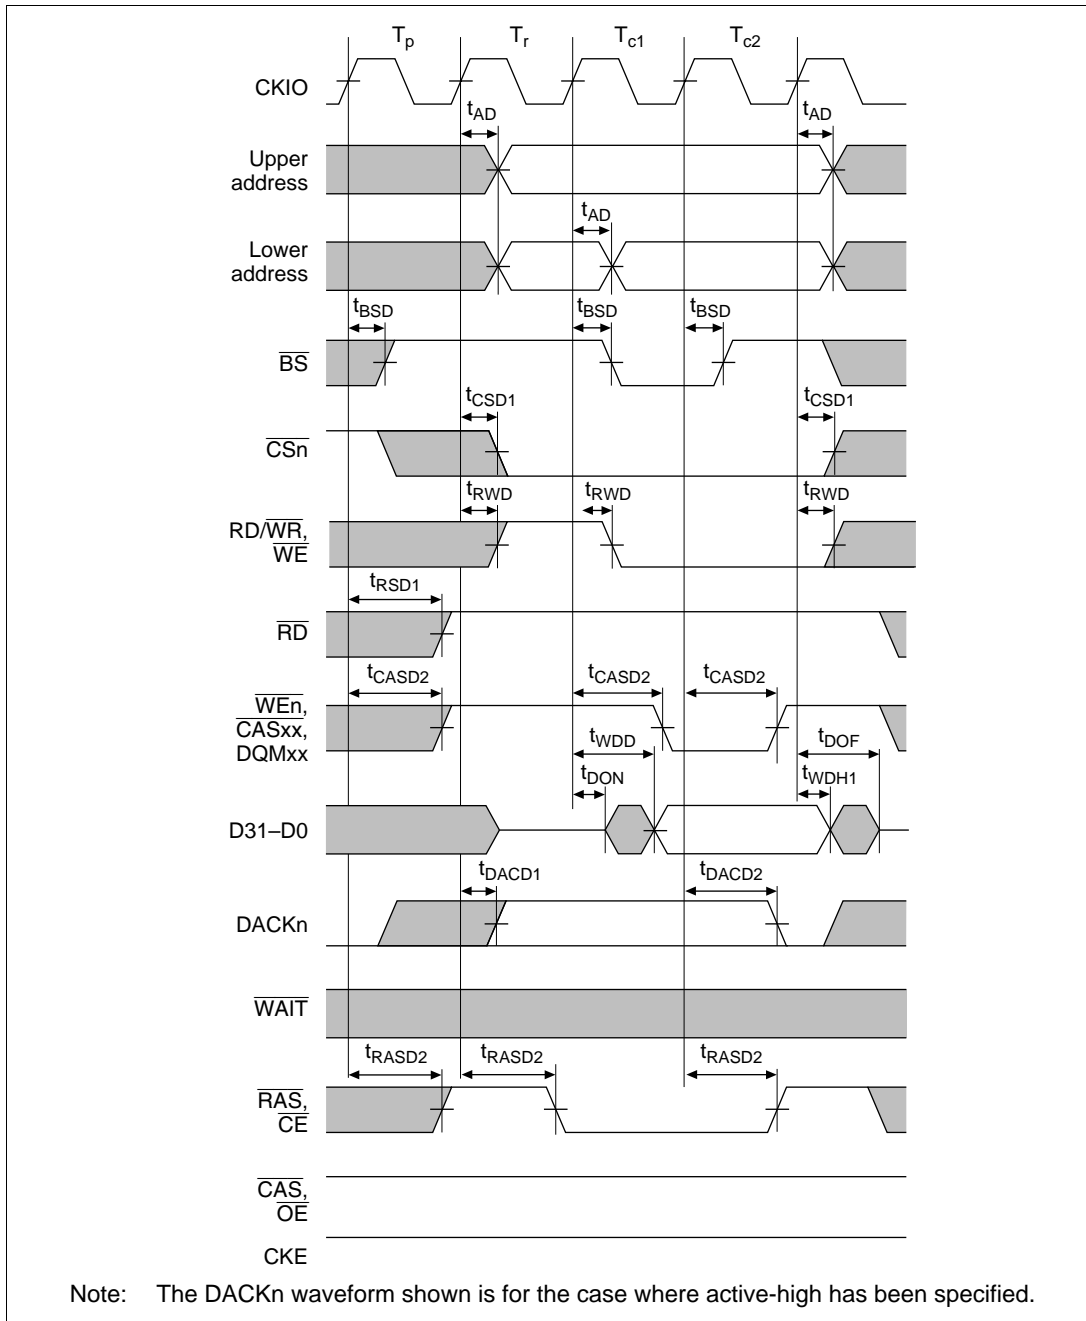 Tp Tr Tc1 Tc2
CKIO
tAD tAD
Upper
address
tAD
Lower
address
tBSD tBSD tBSD
BS
tCSD1 tCSD1
CSn
tRWD tRWD tRWD
RD/WR,
WE
tRSD1
RD
tCASD2 tCASD2 tCASD2
WEn,
CASxx,
DQMxx
tWDD tDOF
tDON tWDH1
D31–D0
tDACD1 tDACD2
DACKn
WAIT
tRASD2 tRASD2 tRASD2
RAS,
CE
CAS,
OE
CKE
Note: The DACKn waveform shown is for the case where active-high has been specified.